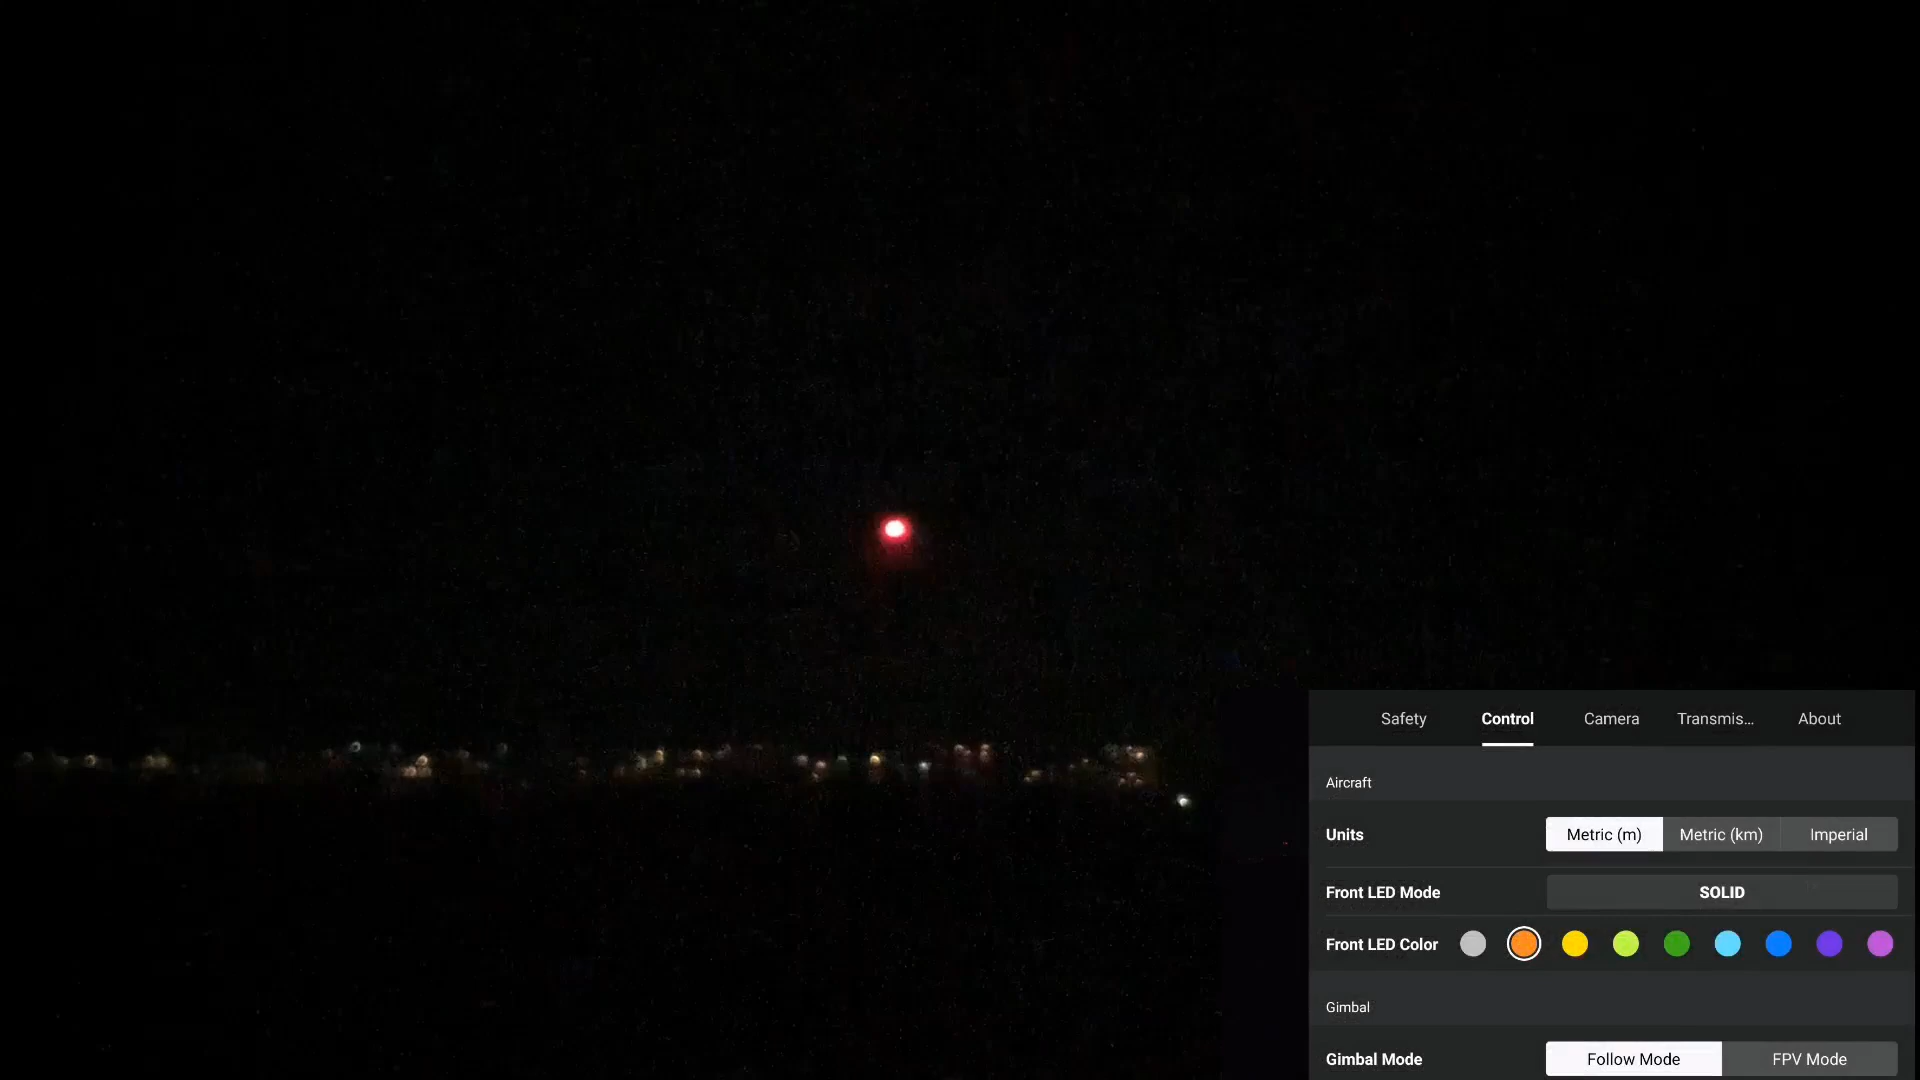 Safety Control Camera Transmis... About
Aircraft
Units Metric (m) Metric (km) Imperial
Front LED Mode SOLID
Front LED Color
Gimbal
Gimbal Mode Follow Mode FPV Mode